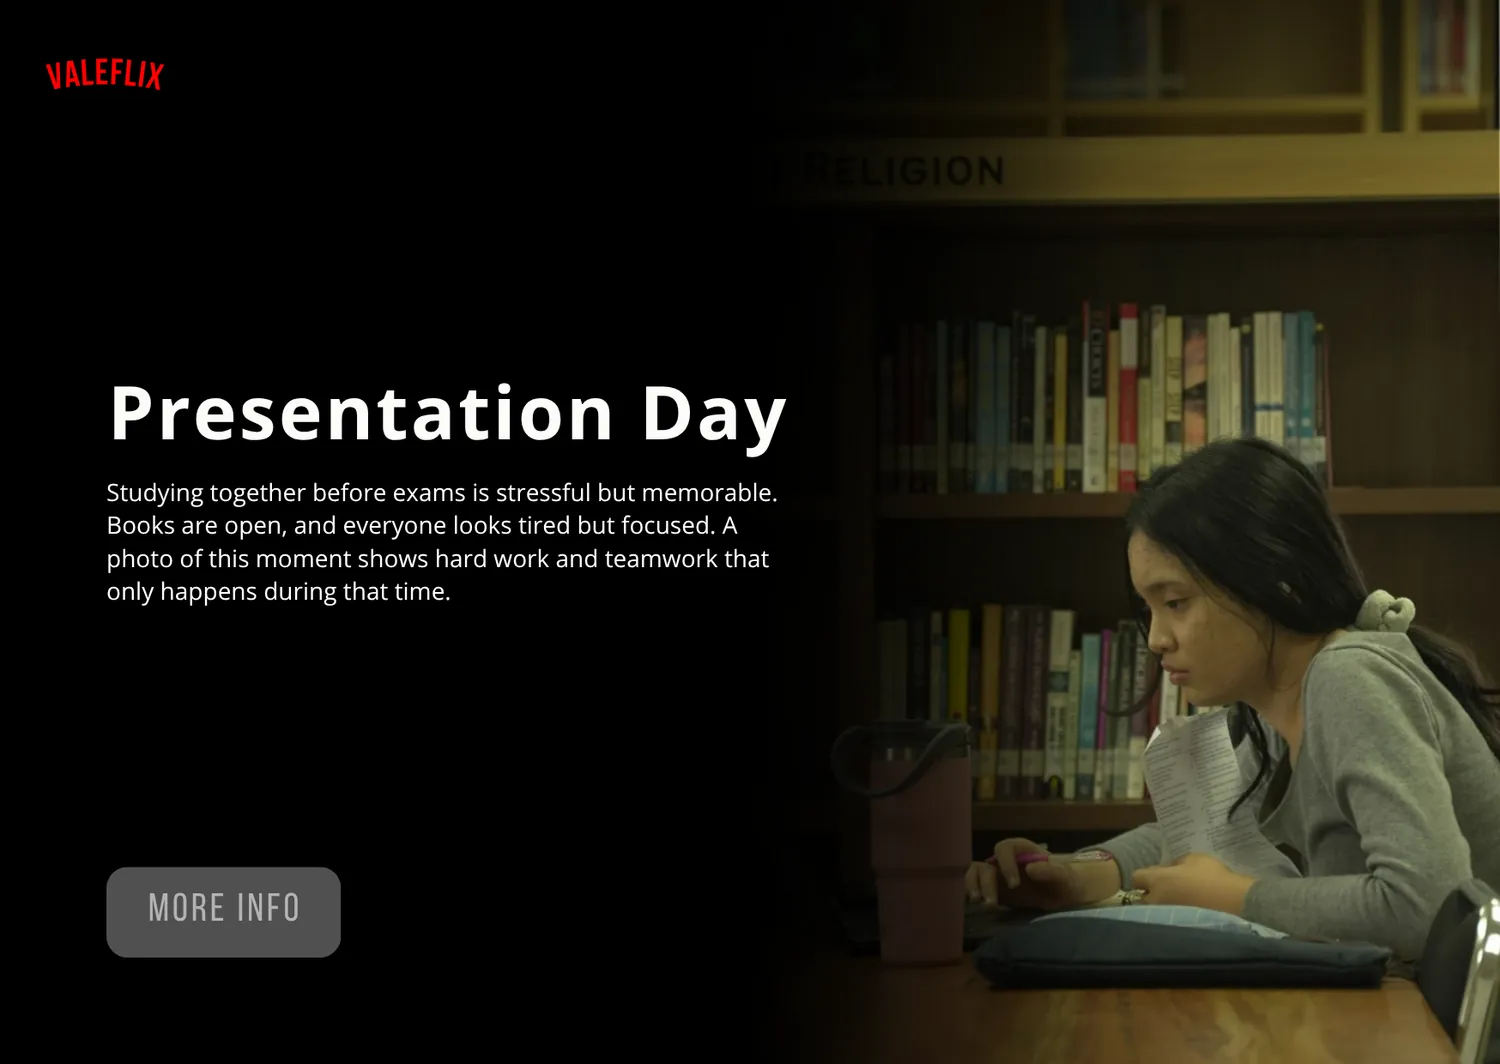 VALEFLIX
RELIGION
Presentation Day
Studying together before exams is stressful but memorable.
Books are open, and everyone looks tired but focused. A
photo of this moment shows hard work and teamwork that
only happens during that time.
MORE INFO